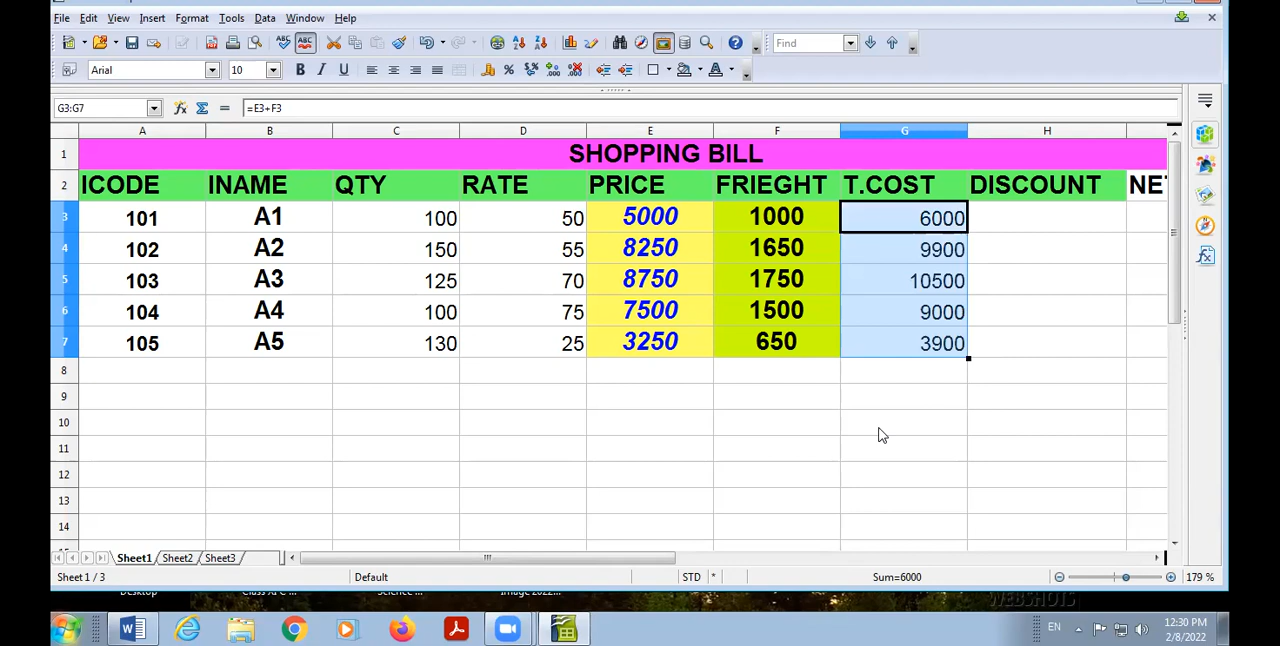 File Edit View Insert Format Tools Data Window Help
Find
Arial 10
G3:G7 =E3+F3
A B C D E F G H
1 SHOPPING BILL
2 ICODE INAME QTY RATE PRICE FRIEGHT T.COST DISCOUNT NET
3 101 A1 100 50 5000 1000 6000
4 102 A2 150 55 8250 1650 9900
5 103 A3 125 70 8750 1750 10500
6 104 A4 100 75 7500 1500 9000
7 105 A5 130 25 3250 650 3900
8
9
10
11
12
13
14
Sheet1 Sheet2 Sheet3
Sheet 1 / 3 Default STD * Sum=6000 179 %
WEBSHOTS
EN 12:30 PM
2/8/2022